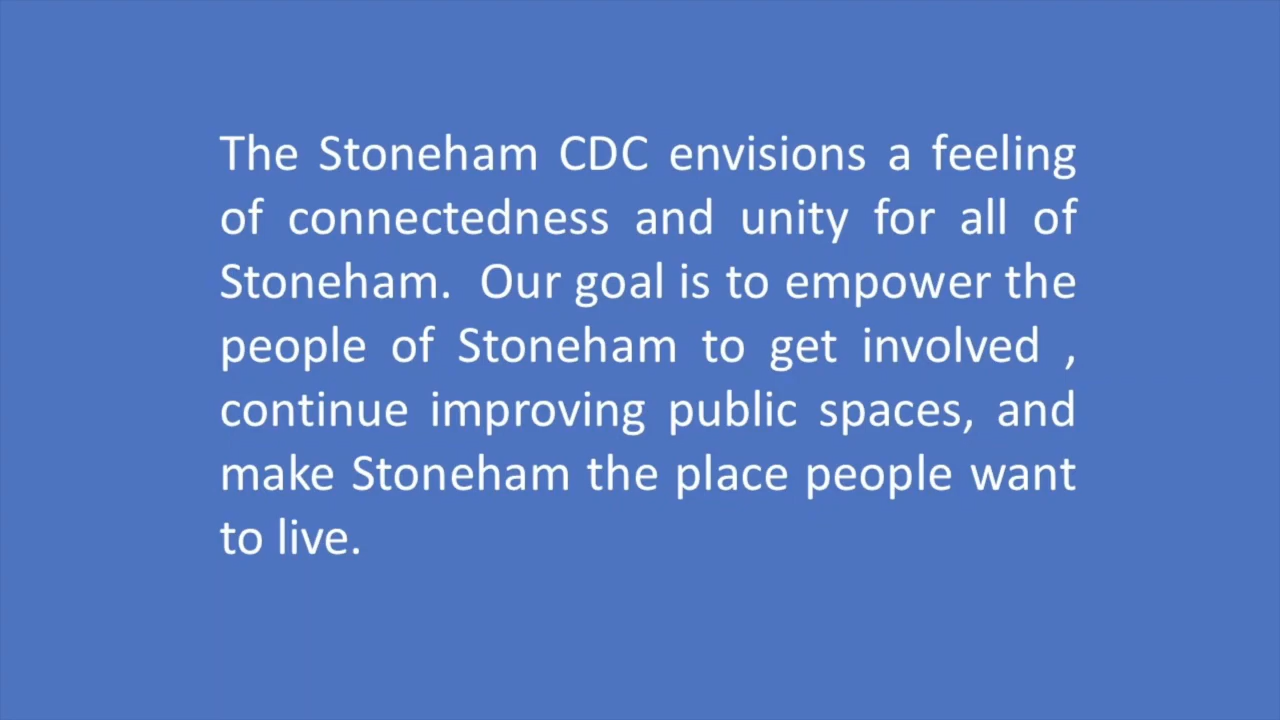 The Stoneham CDC envisions a feeling
of connectedness and unity for all of
Stoneham.  Our goal is to empower the
people of Stoneham to get involved ,
continue improving public spaces, and
make Stoneham the place people want
to live.